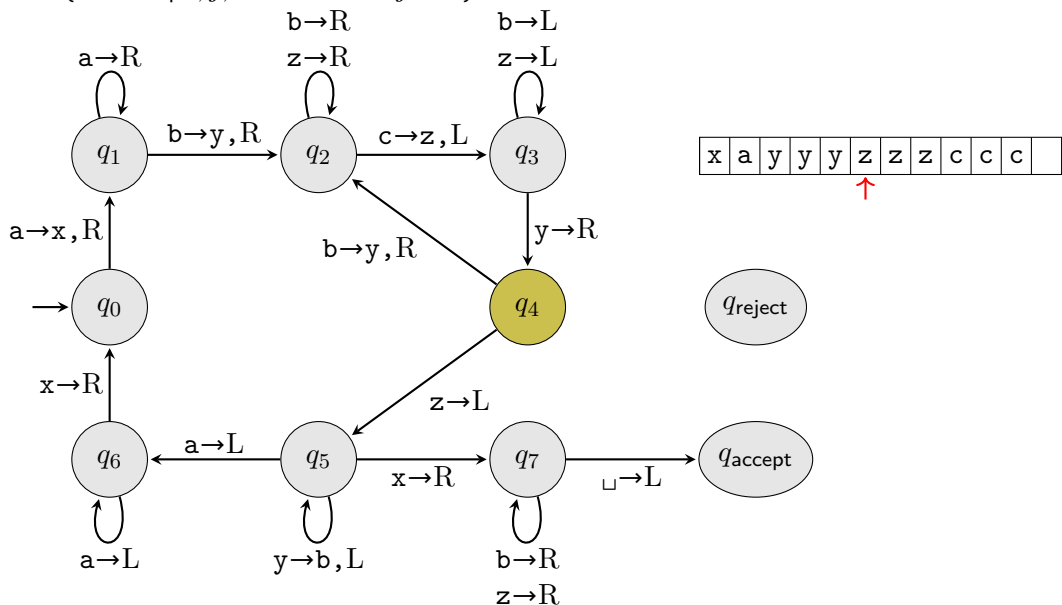 b→R b→L
a→R z→R z→L
q1 b→y,R q2 c→z,L q3 x a y y y z z z c c c
a→x,R b→y,R y→R
q0 q4 qreject
x→R z→L
q6 a→L q5 x→R q7 ␣→L qaccept
a→L y→b,L b→R
z→R